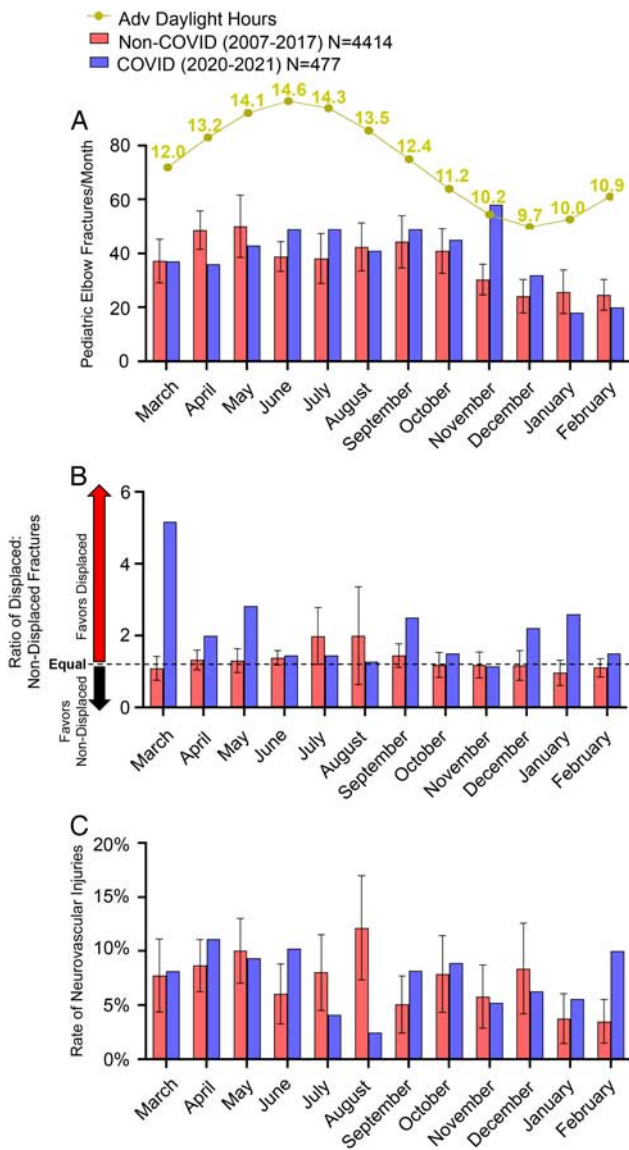 Adv Daylight Hours
Non-COVID (2007-2017) N=4414
COVID (2020-2021) N=477
A
12.0 13.2 14.1 14.6 14.3 13.5 12.4 11.2 10.2 9.7 10.0 10.9
Pediatric Elbow Fractures/Month
80
60
40
20
0
March April May June July August September October November December January February
B
Ratio of Displaced:
Non-Displaced Fractures
Favors Displaced
Equal
Favors
Non-Displaced
6
4
2
0
March April May June July August September October November December January February
C
Rate of Neurovascular Injuries
20%
15%
10%
5%
0%
March April May June July August September October November December January February